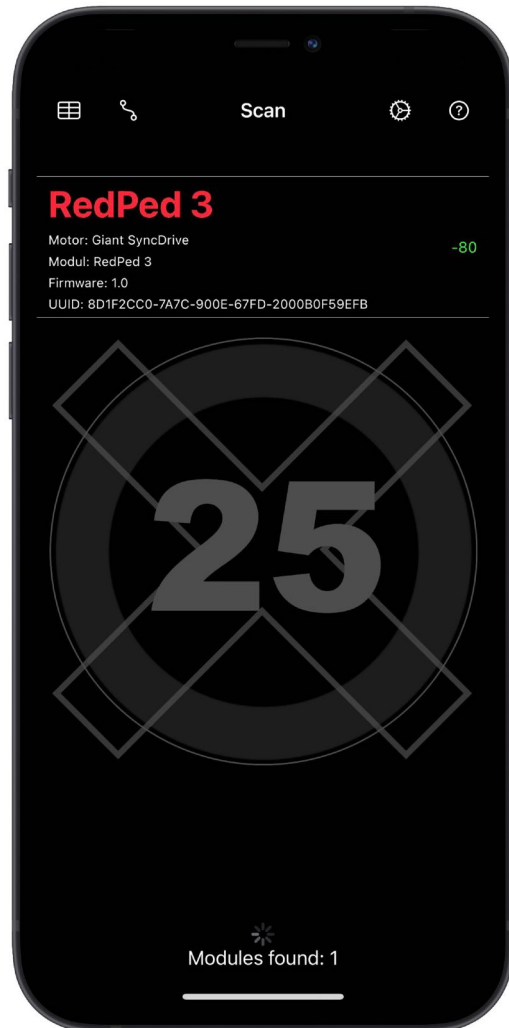 Scan
RedPed 3
Motor: Giant SyncDrive
-80
Modul: RedPed 3
Firmware: 1.0
UUID: 8D1F2CC0-7A7C-900E-67FD-2000B0F59EFB
25
Modules found: 1